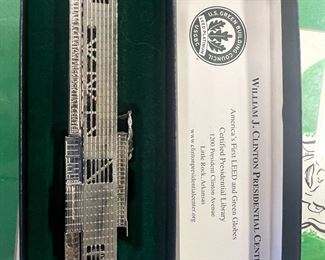 WILLIAM J. CLINTON PRESIDENTIAL CENT
America's First LEED and Green Globes
Certified Presidential Library
1200 President Clinton Avenue
Little Rock, Arkansas
www.clintonpresidentialcenter.org
U.S. GREEN BUILDING COUNCIL
USGBC